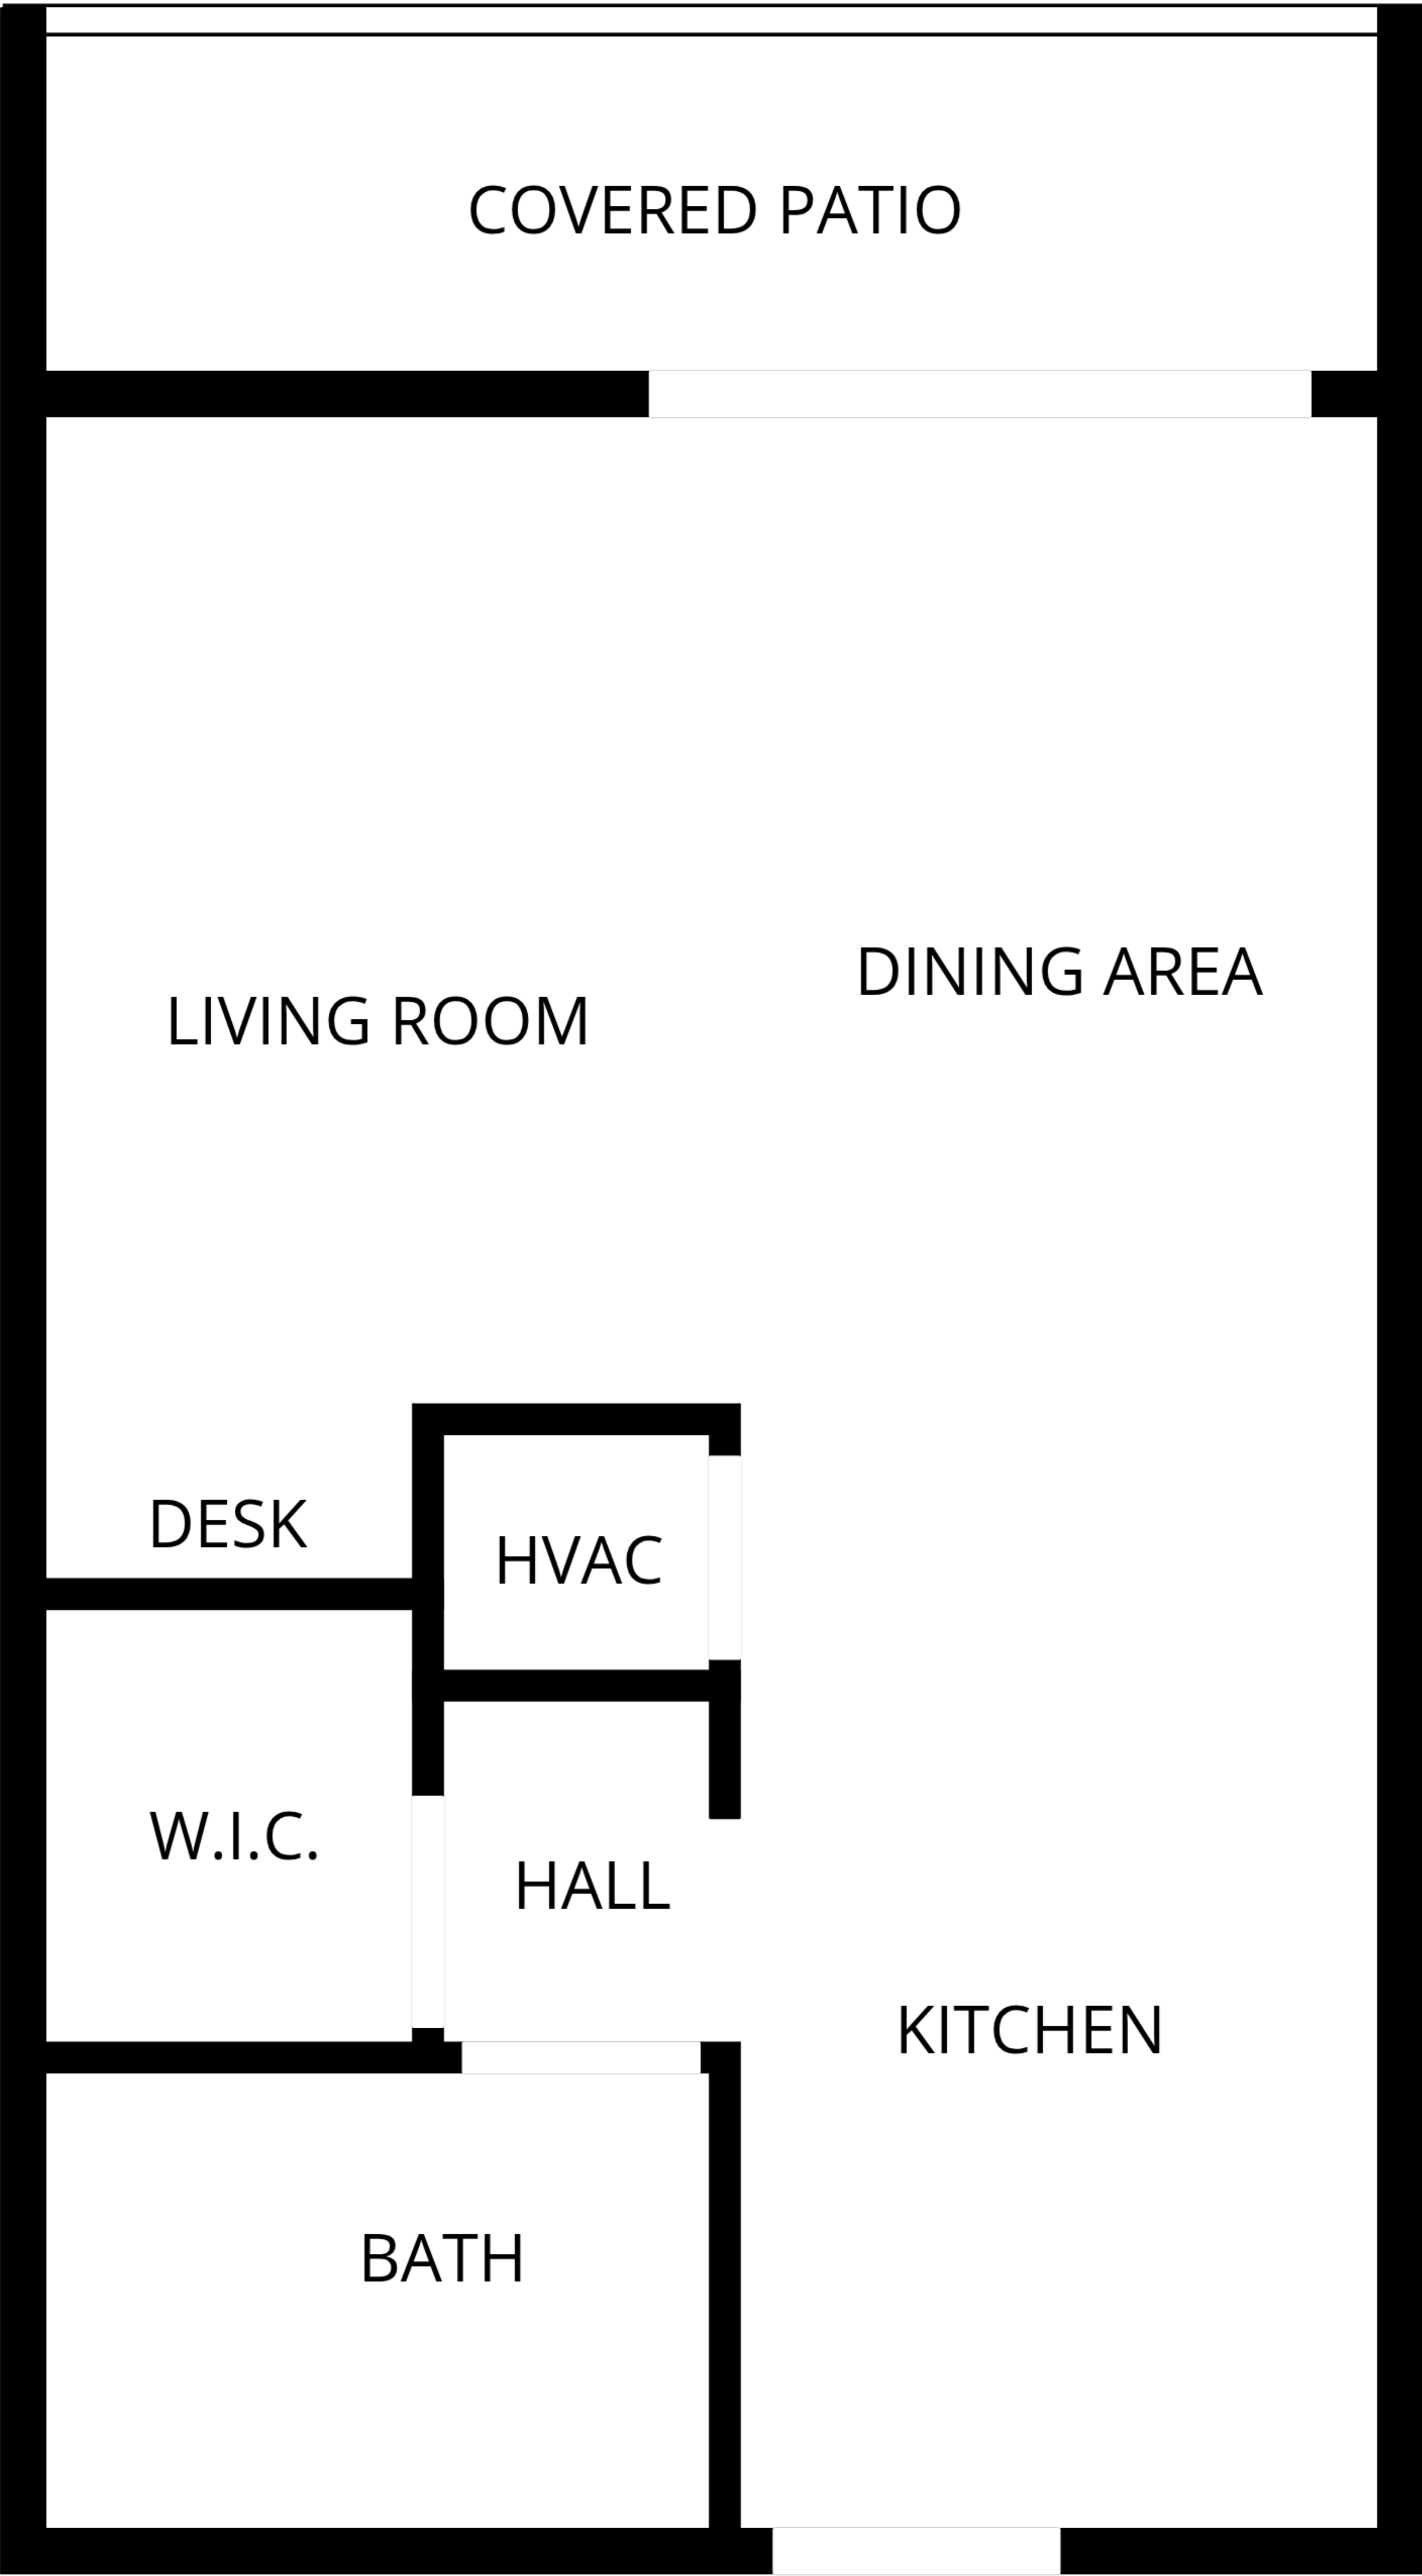 COVERED PATIO
DINING AREA
LIVING ROOM
DESK
HVAC
W.I.C.
HALL
KITCHEN
BATH